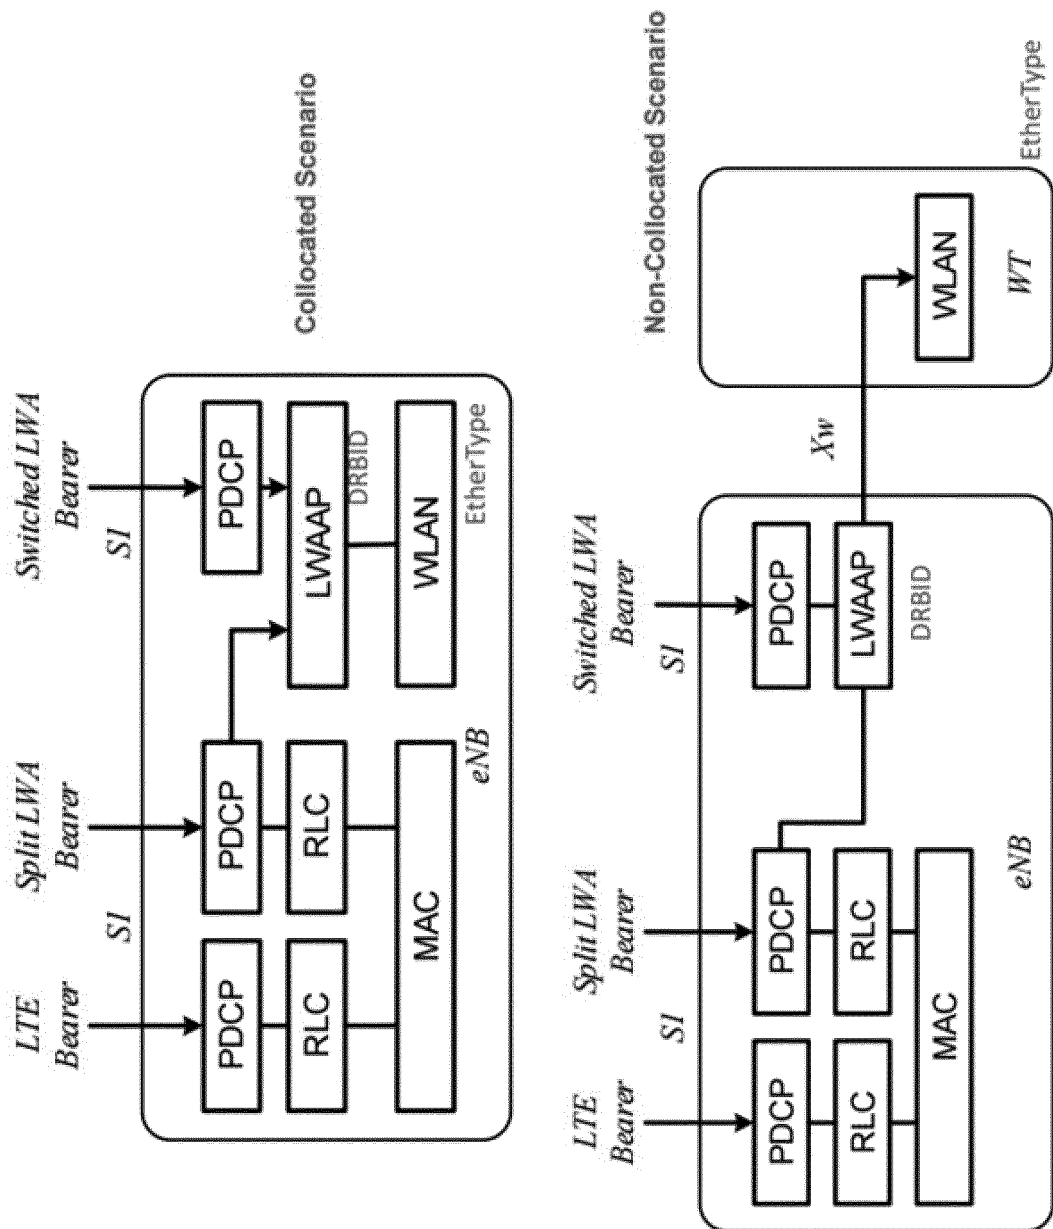 LTE
Bearer
Split LWA
Bearer
Switched LWA
Bearer
S1
S1
PDCP
PDCP
PDCP
RLC
RLC
LWAAP
Collocated Scenario
DRBID
MAC
WLAN
eNB
EtherType
LTE
Bearer
Split LWA
Bearer
Switched LWA
Bearer
Non-Collocated Scenario
S1
S1
PDCP
PDCP
PDCP
Xw
RLC
RLC
LWAAP
DRBID
MAC
WLAN
eNB
WT
EtherType